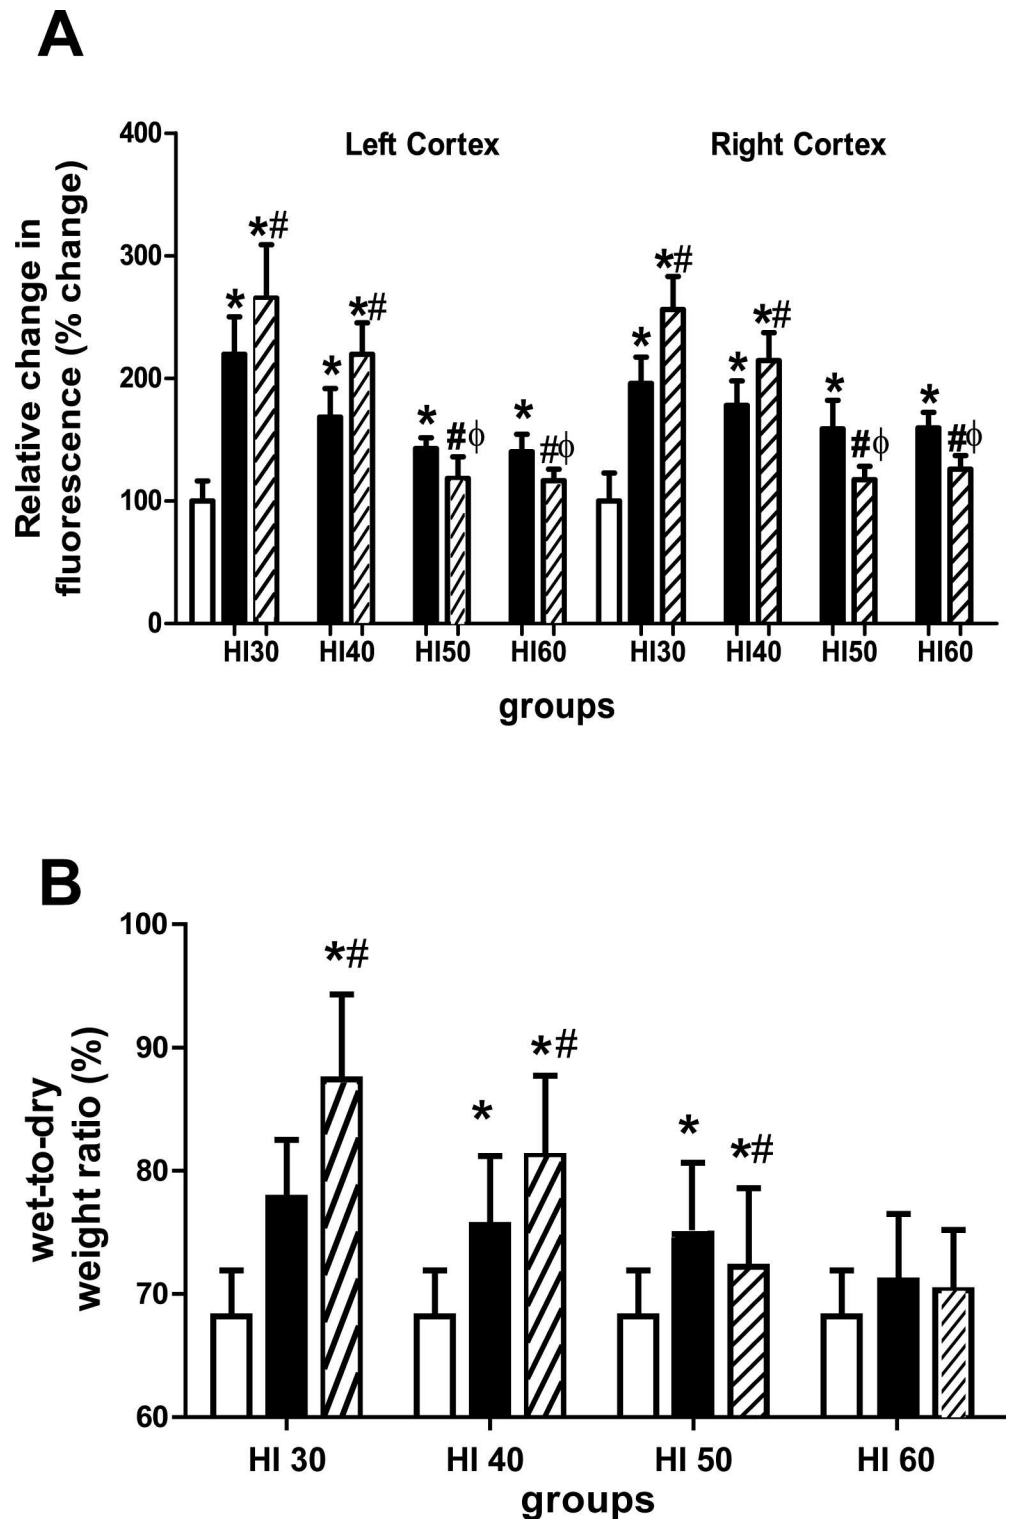 A
Relative change in
fluorescence (% change)
400
300
200
100
0
Left Cortex
Right Cortex
*
*#
*
*#
*
#ϕ
*
#ϕ
*
*#
*
*#
*
#ϕ
*
#ϕ
HI30 HI40 HI50 HI60 HI30 HI40 HI50 HI60
groups
B
wet-to-dry
weight ratio (%)
100
90
80
70
60
*#
*
*#
*
*#
HI 30 HI 40 HI 50 HI 60
groups